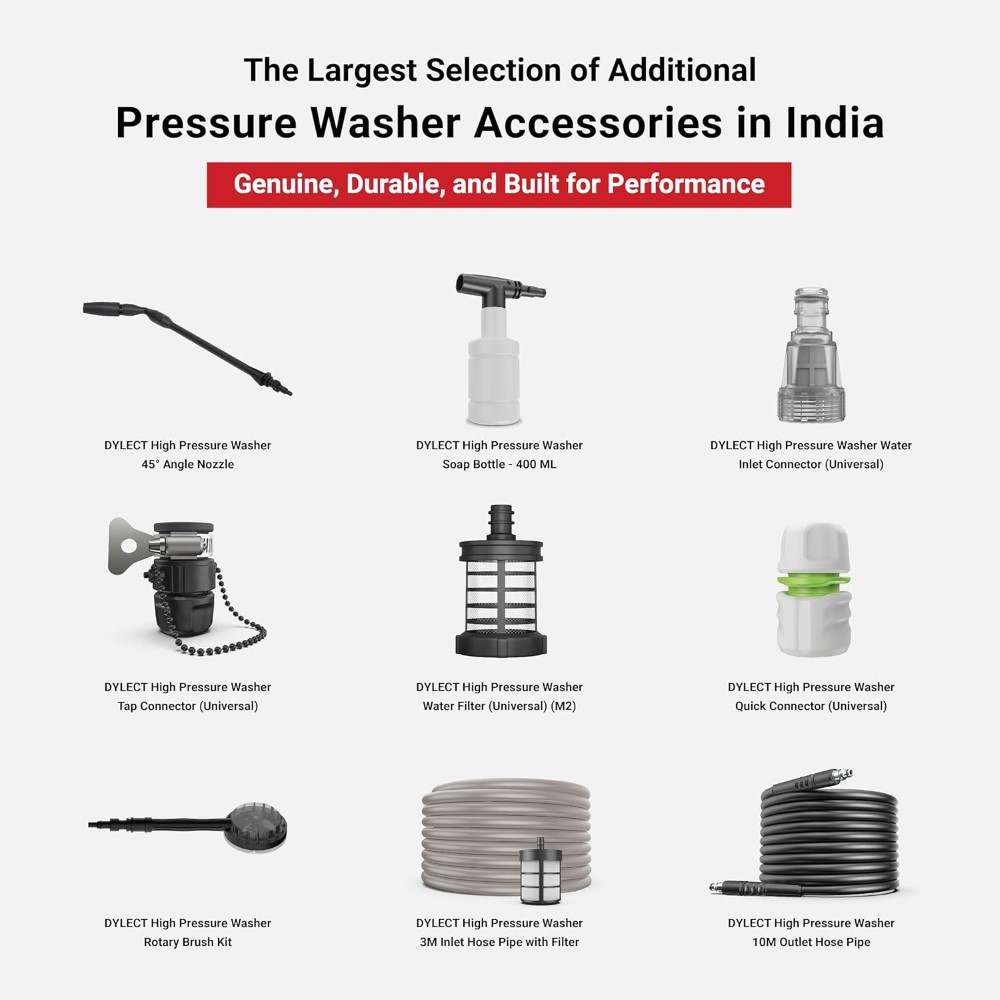 The Largest Selection of Additional
Pressure Washer Accessories in India
Genuine, Durable, and Built for Performance
DYLECT High Pressure Washer
45° Angle Nozzle
DYLECT High Pressure Washer
Soap Bottle - 400 ML
DYLECT High Pressure Washer Water
Inlet Connector (Universal)
DYLECT High Pressure Washer
Tap Connector (Universal)
DYLECT High Pressure Washer
Water Filter (Universal) (M2)
DYLECT High Pressure Washer
Quick Connector (Universal)
DYLECT High Pressure Washer
Rotary Brush Kit
DYLECT High Pressure Washer
3M Inlet Hose Pipe with Filter
DYLECT High Pressure Washer
10M Outlet Hose Pipe